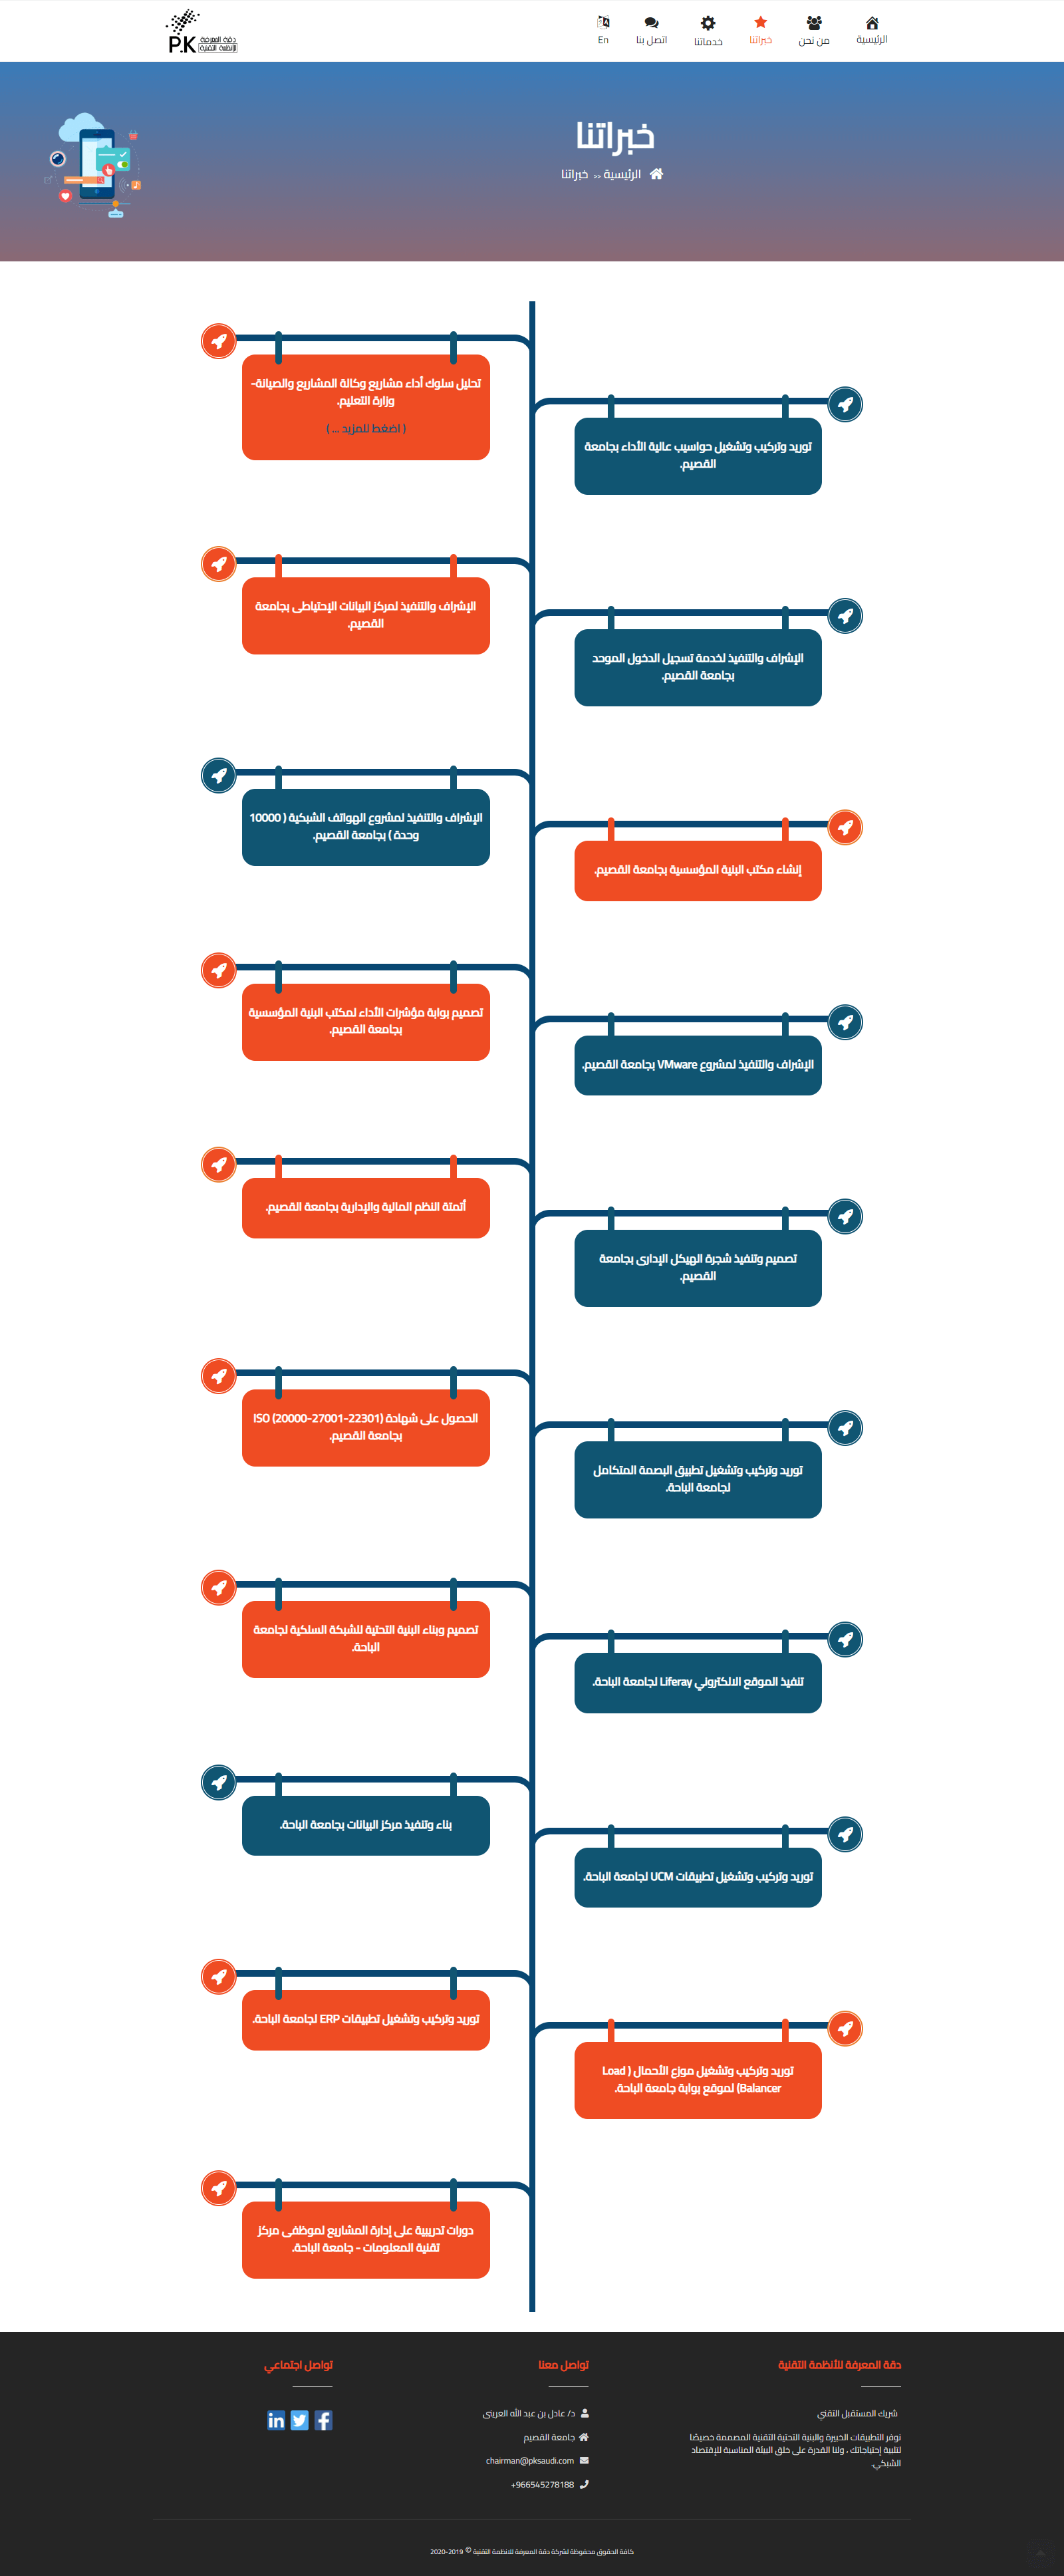 الرئيسية
من نحن
خبراتنا
خدماتنا
اتصل بنا
En
P.K
دقة المعرفة
للأنظمة التقنية
خبراتنا
الرئيسية >> خبراتنا
تحليل سلوك أداء مشاريع وكالة المشاريع والصيانة-
وزارة التعليم.
( اضغط للمزيد ... )
توريد وتركيب وتشغيل حواسيب عالية الأداء بجامعة
القصيم.
الإشراف والتنفيذ لمركز البيانات الإحتياطى بجامعة
القصيم.
الإشراف والتنفيذ لخدمة تسجيل الدخول الموحد
بجامعة القصيم.
الإشراف والتنفيذ لمشروع الهواتف الشبكية ( 10000
وحدة ) بجامعة القصيم.
إنشاء مكتب البنية المؤسسية بجامعة القصيم.
تصميم بوابة مؤشرات الأداء لمكتب البنية المؤسسية
بجامعة القصيم.
الإشراف والتنفيذ لمشروع VMware بجامعة القصيم.
أتمتة النظم المالية والإدارية بجامعة القصيم.
تصميم وتنفيذ شجرة الهيكل الإدارى بجامعة
القصيم.
الحصول على شهادة ISO (20000-27001-22301)
بجامعة القصيم.
توريد وتركيب وتشغيل تطبيق البصمة المتكامل
لجامعة الباحة.
تصميم وبناء البنية التحتية للشبكة السلكية لجامعة
الباحة.
تنفيذ الموقع الالكتروني Liferay لجامعة الباحة.
بناء وتنفيذ مركز البيانات بجامعة الباحة.
توريد وتركيب وتشغيل تطبيقات UCM لجامعة الباحة.
توريد وتركيب وتشغيل تطبيقات ERP لجامعة الباحة.
توريد وتركيب وتشغيل موزع الأحمال ( Load
Balancer) لموقع بوابة جامعة الباحة.
دورات تدريبية على إدارة المشاريع لموظفى مركز
تقنية المعلومات - جامعة الباحة.
دقة المعرفة للأنظمة التقنية
شريك المستقبل التقني
نوفر التطبيقات الخبيرة والبنية التحتية التقنية المصممة خصيصًا
لتلبية إحتياجاتك ، ولنا القدرة على خلق البيئة المناسبة للإقتصاد
الشبكي.
تواصل معنا
د/ عادل بن عبد الله العرينى
جامعة القصيم
chairman@pksaudi.com
+966545278188
تواصل اجتماعي
كافة الحقوق محفوظة لشركة دقة المعرفة للانظمة التقنية © 2019-2020